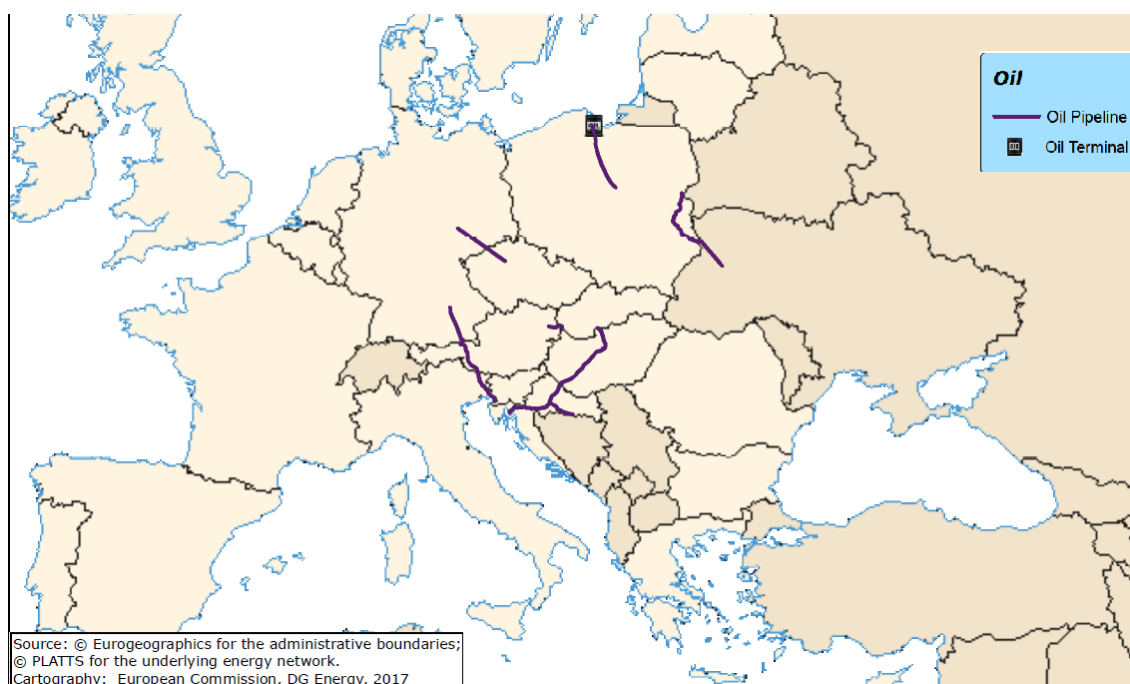 Oil
Oil Pipeline
Oil Terminal
Source: © Eurogeographics for the administrative boundaries;
© PLATTS for the underlying energy network.
Cartography: European Commission, DG Energy, 2017